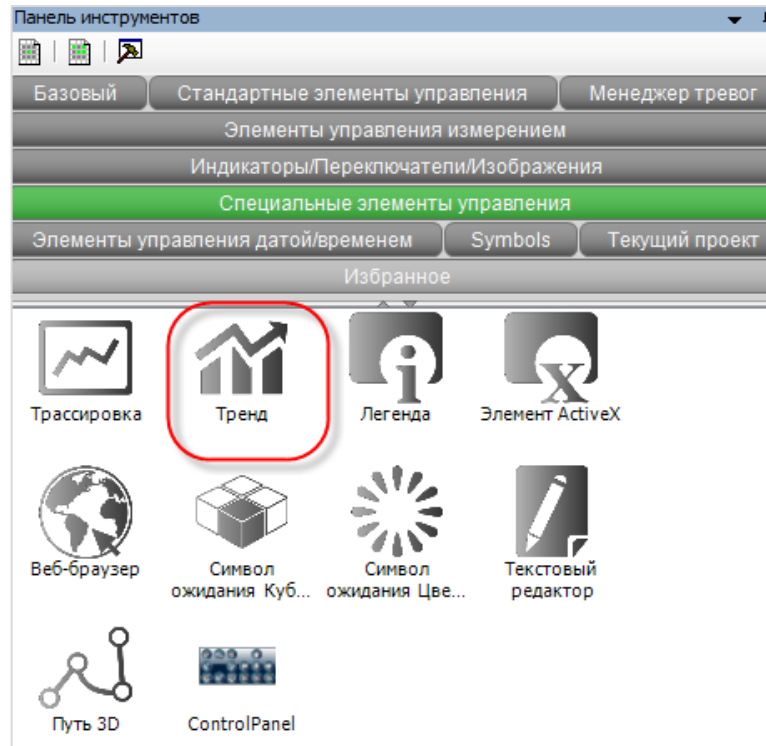 Панель инструментов
Базовый Стандартные элементы управления Менеджер тревог
Элементы управления измерением
Индикаторы/Переключатели/Изображения
Специальные элементы управления
Элементы управления датой/временем Symbols Текущий проект
Избранное
Трассировка Тренд Легенда Элемент ActiveX
Веб-браузер Символ Символ Текстовый
ожидания Куб... ожидания Цве... редактор
Путь 3D ControlPanel